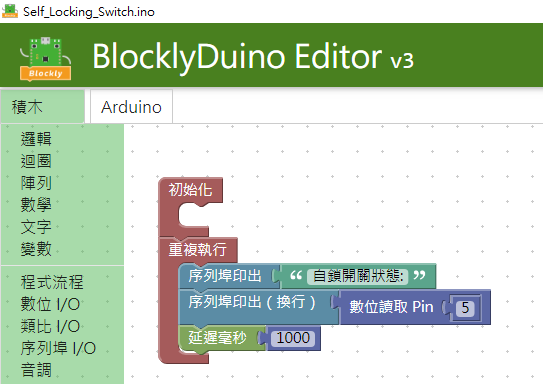 Self_Locking_Switch.ino
Blockly
BlocklyDuino Editor v3
積木
Arduino
邏輯
迴圈
陣列
數學
文字
變數
程式流程
數位 I/O
類比 I/O
序列埠 I/O
音調
初始化
重複執行
序列埠印出 “ 自鎖開關狀態: ”
序列埠印出 ( 換行 ) 數位讀取 Pin 5
延遲毫秒 1000